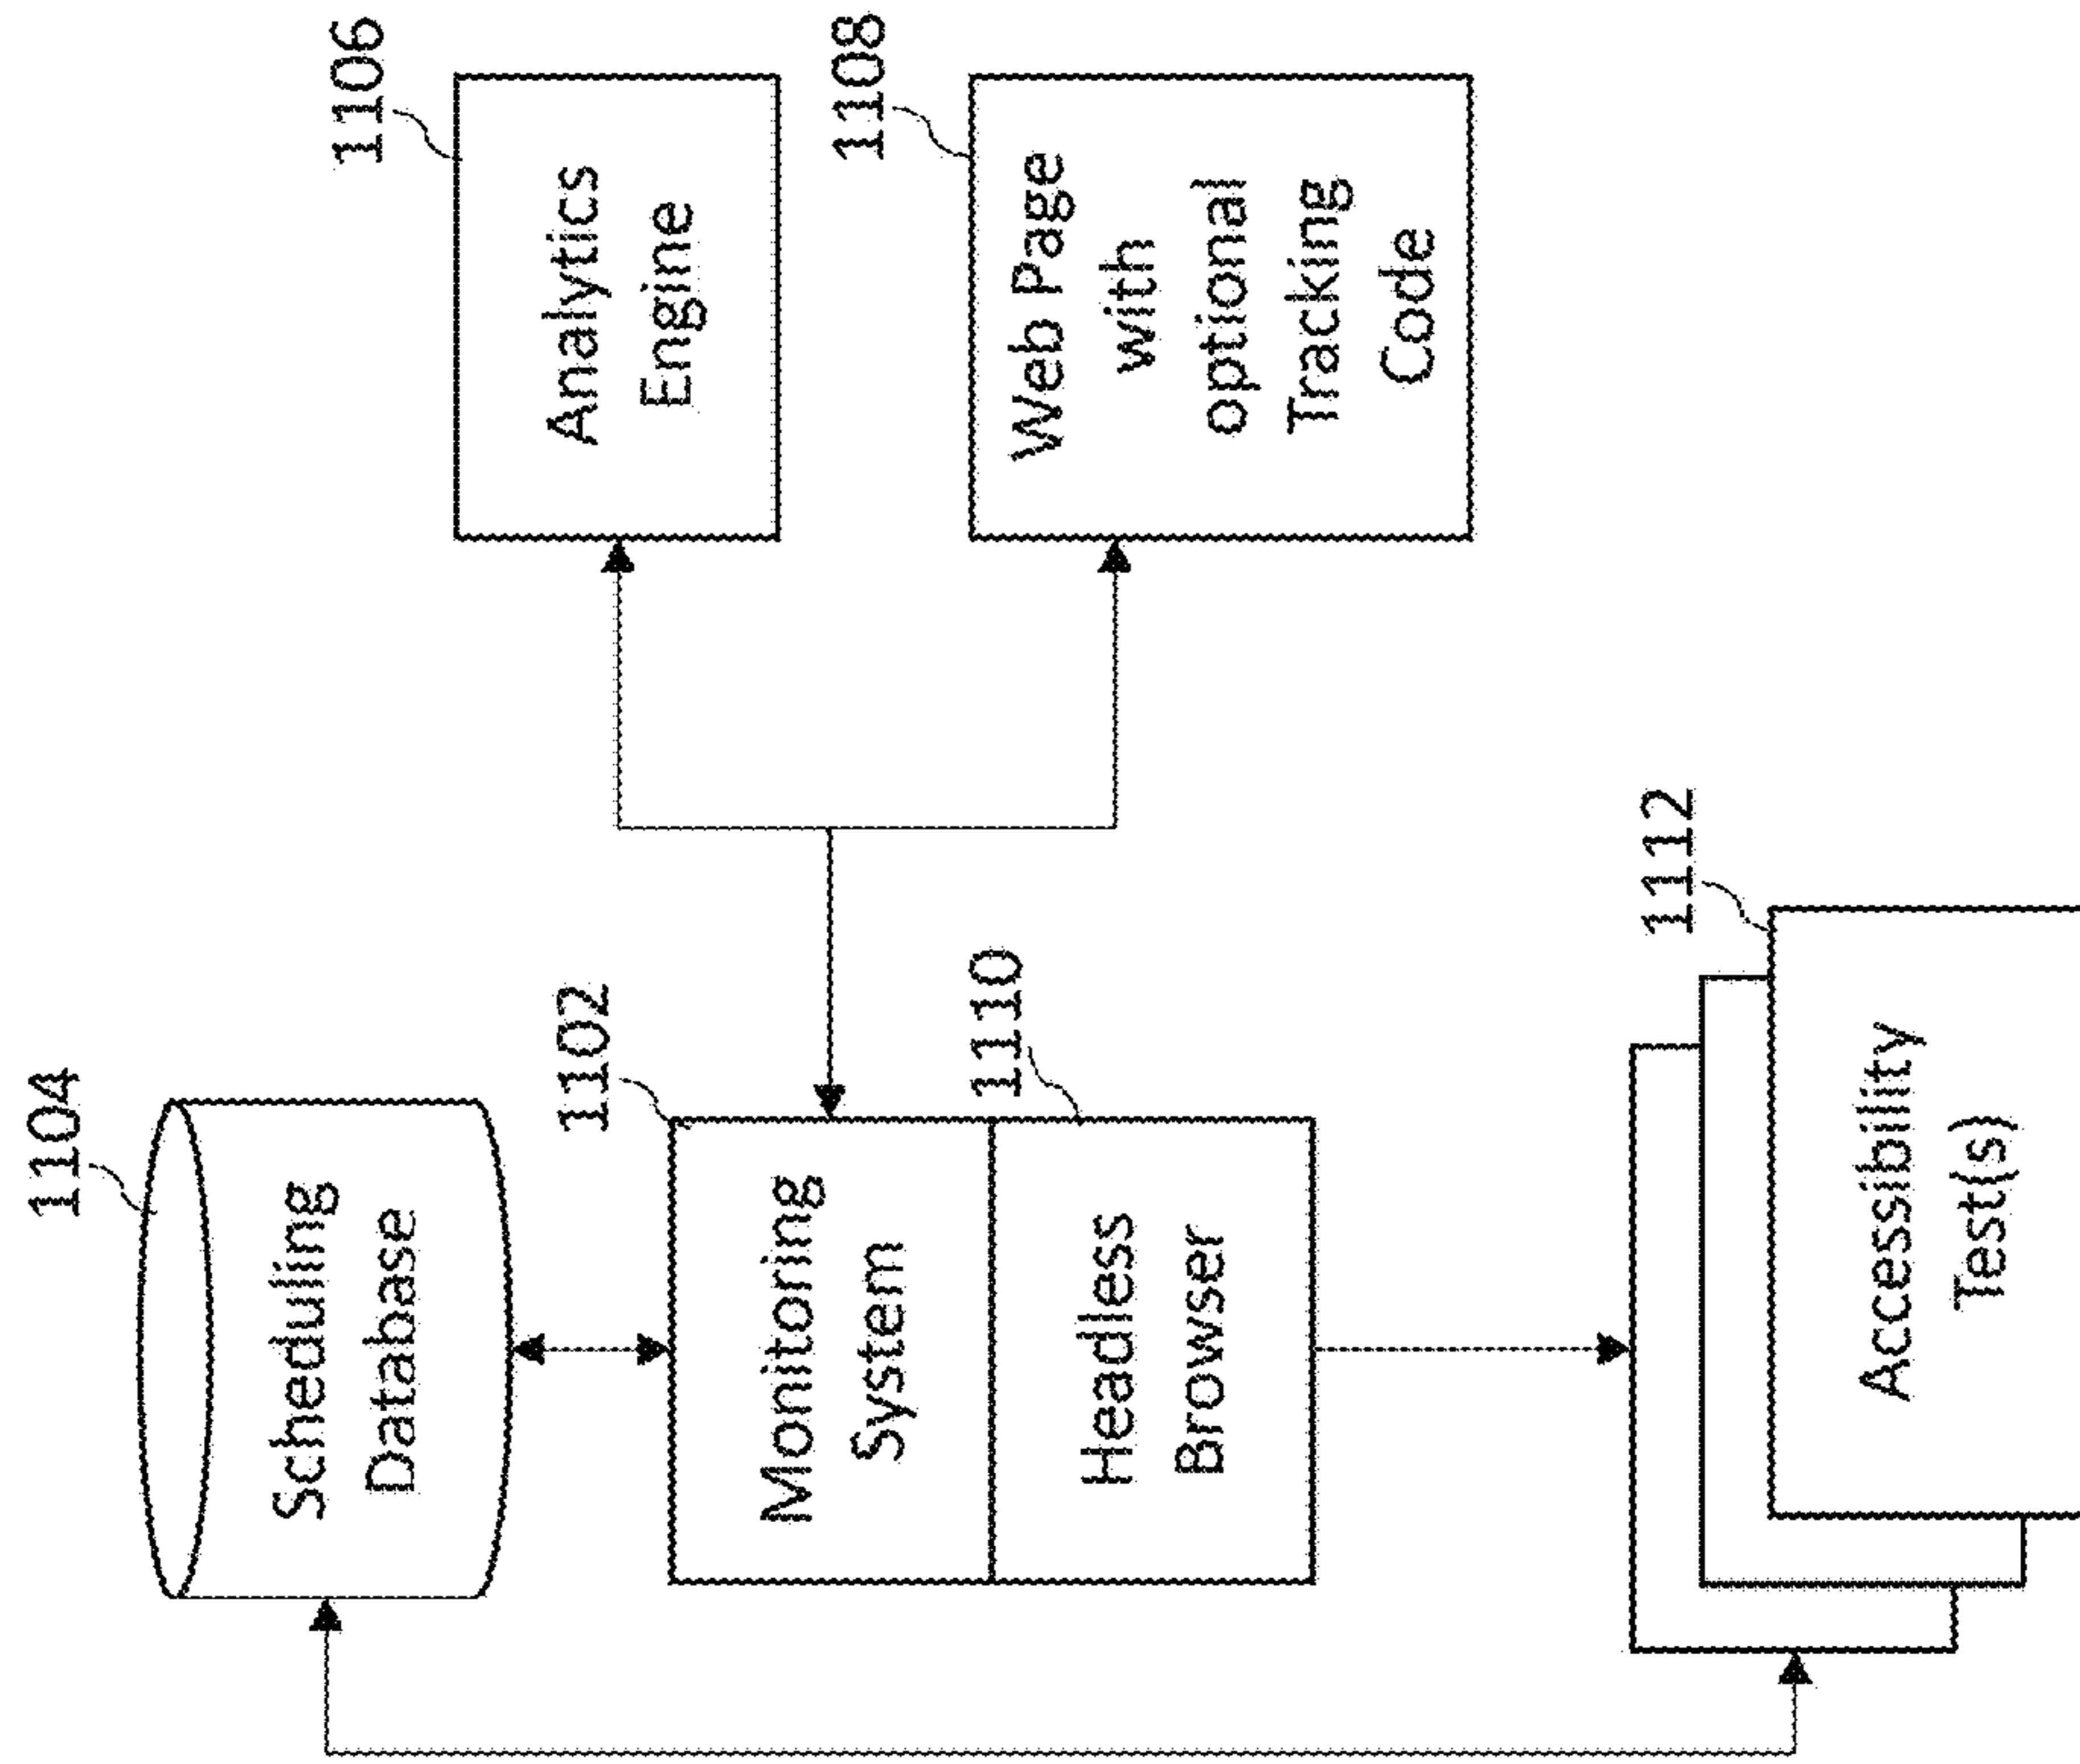 1104
Scheduling
Database
1102
Monitoring
System
1110
Headless
Browser
1106
Analytics
Engine
1108
Web Page
with
optional
Tracking
Code
1112
Accessibility
Test(s)